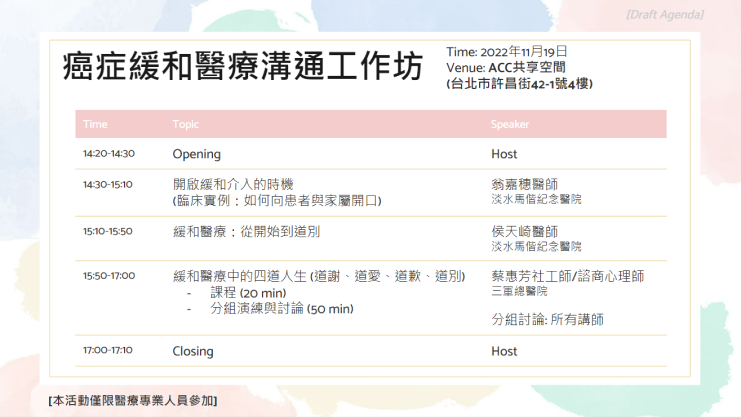 [Draft Agenda]
癌症緩和醫療溝通工作坊
Time: 2022年11月19日
Venue: ACC共享空間
(台北市許昌街42-1號4樓)
Time Topic Speaker
14:20-14:30 Opening Host
14:30-15:10 開啟緩和介入的時機 翁嘉穗醫師
(臨床實例：如何向患者與家屬開口) 淡水馬偕紀念醫院
15:10-15:50 緩和醫療：從開始到道別 侯天崎醫師
淡水馬偕紀念醫院
15:50-17:00 緩和醫療中的四道人生 (道謝、道愛、道歉、道別) 蔡惠芳社工師/諮商心理師
- 課程 (20 min) 三軍總醫院
- 分組演練與討論 (50 min)
分組討論: 所有講師
17:00-17:10 Closing Host
[本活動僅限醫療專業人員參加]